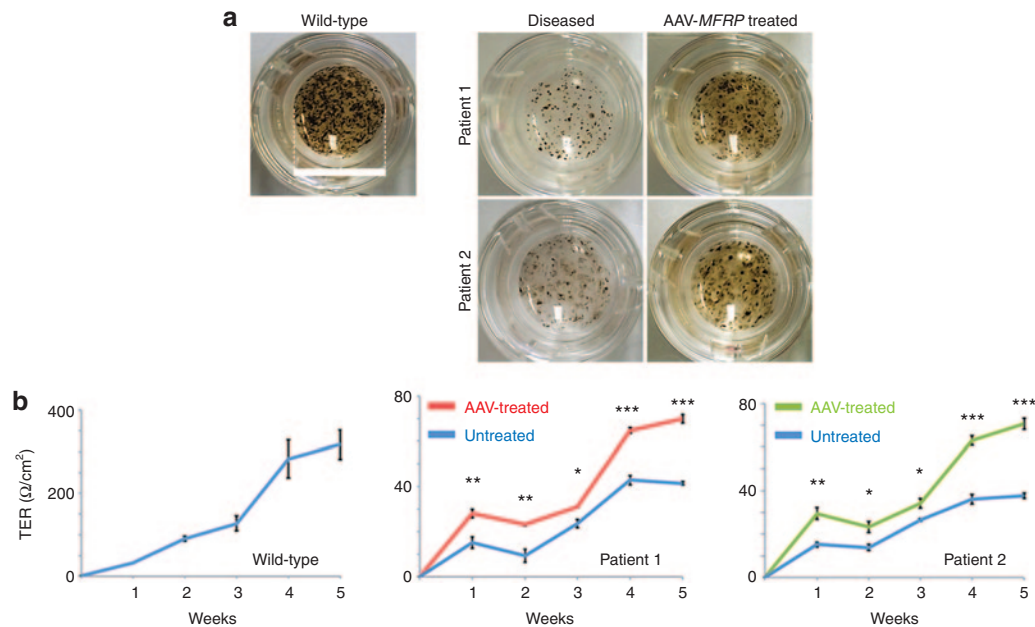 a
Wild-type
Diseased
AAV-MFRP treated
Patient 1
Patient 2
b
TER (Ω/cm²)
400
200
0
1 2 3 4 5
Weeks
Wild-type
80
40
0
AAV-treated
Untreated
** ** * *** ***
1 2 3 4 5
Weeks
Patient 1
80
40
0
AAV-treated
Untreated
** * * *** ***
1 2 3 4 5
Weeks
Patient 2